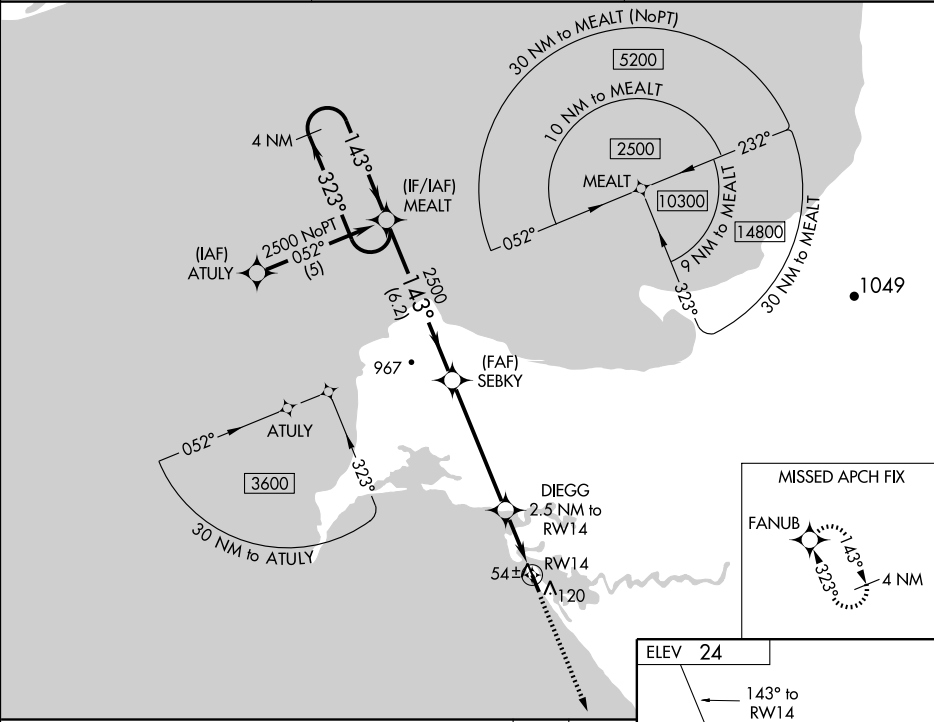 30 NM to MEALT (NoPT)
5200
10 NM to MEALT
2500
232°
MEALT
10300
9 NM to MEALT
14800
052°
323°
30 NM to MEALT
4 NM
143°
323°
(IF/IAF)
MEALT
(IAF)
ATULY
2500 NoPT
052°
(5)
2500
143°
(6.2)
1049
967
(FAF)
SEBKY
052°
ATULY
323°
3600
30 NM to ATULY
DIEGG
2.5 NM to
RW14
54±
RW14
120
MISSED APCH FIX
FANUB
143°
323°
4 NM
ELEV 24
143° to
RW14